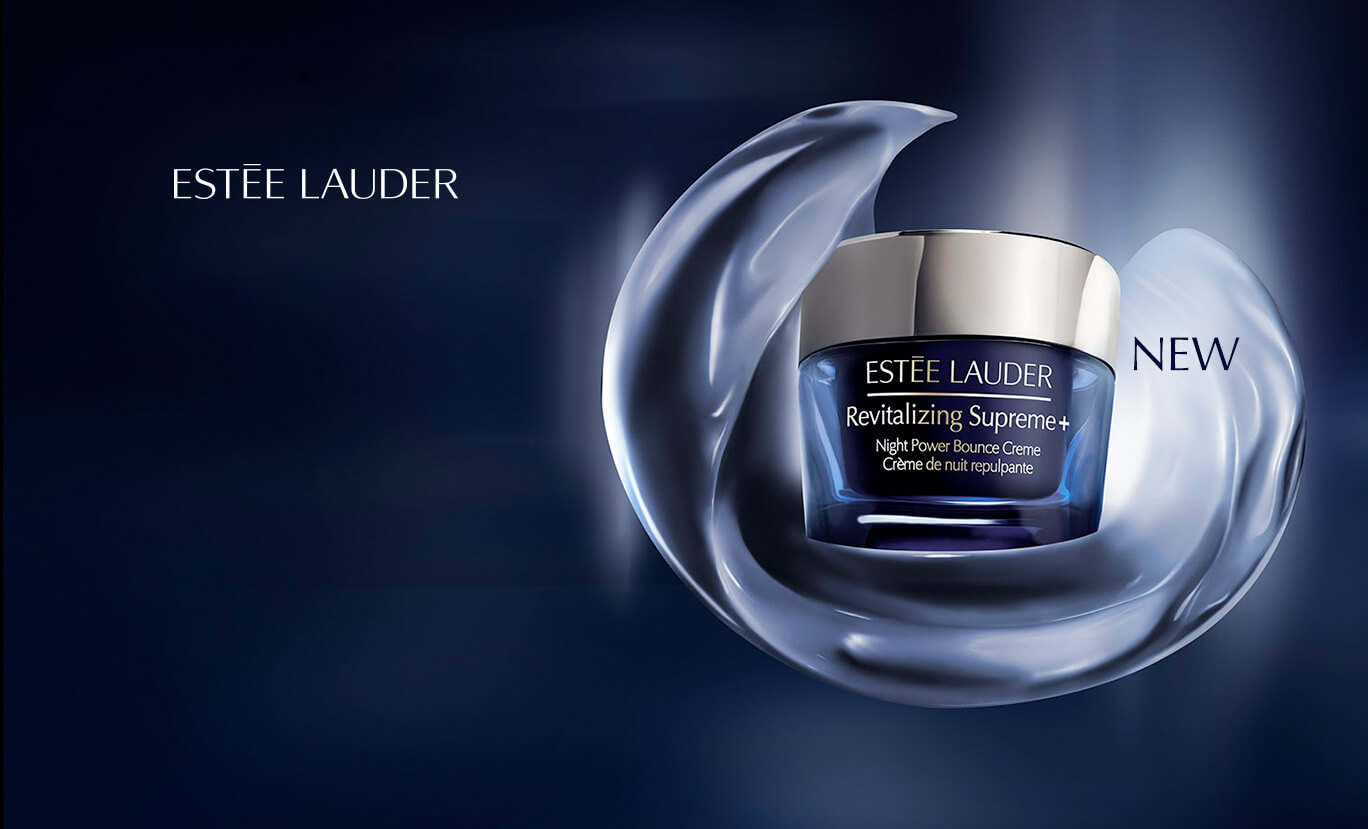 ESTĒE LAUDER
NEW
ESTĒE LAUDER
Revitalizing Supreme+
Night Power Bounce Creme
Crème de nuit repulpante